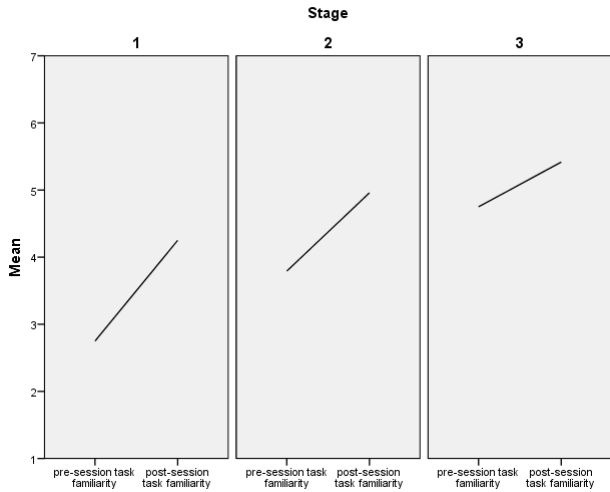 Stage
1 2 3
7
6
5
4
3
2
1
Mean
pre-session task
familiarity
post-session
task familiarity
pre-session task
familiarity
post-session
task familiarity
pre-session task
familiarity
post-session
task familiarity